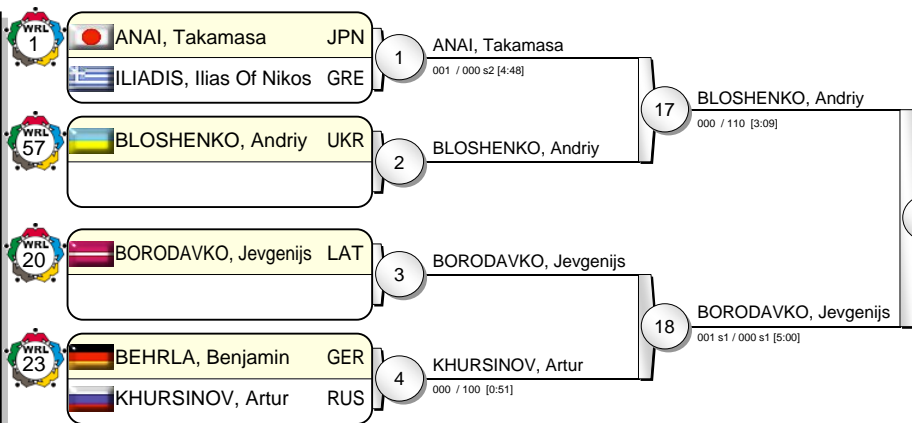 WRL 1 ANAI, Takamasa JPN
ILIADIS, Ilias Of Nikos GRE
1 ANAI, Takamasa
001 / 000 s2 [4:48]
WRL 57 BLOSHENKO, Andriy UKR
2 BLOSHENKO, Andriy
17 BLOSHENKO, Andriy
000 / 110 [3:09]
WRL 20 BORODAVKO, Jevgenijs LAT
3 BORODAVKO, Jevgenijs
WRL 23 BEHRLA, Benjamin GER
KHURSINOV, Artur RUS
4 KHURSINOV, Artur
000 / 100 [0:51]
18 BORODAVKO, Jevgenijs
001 s1 / 000 s1 [5:00]